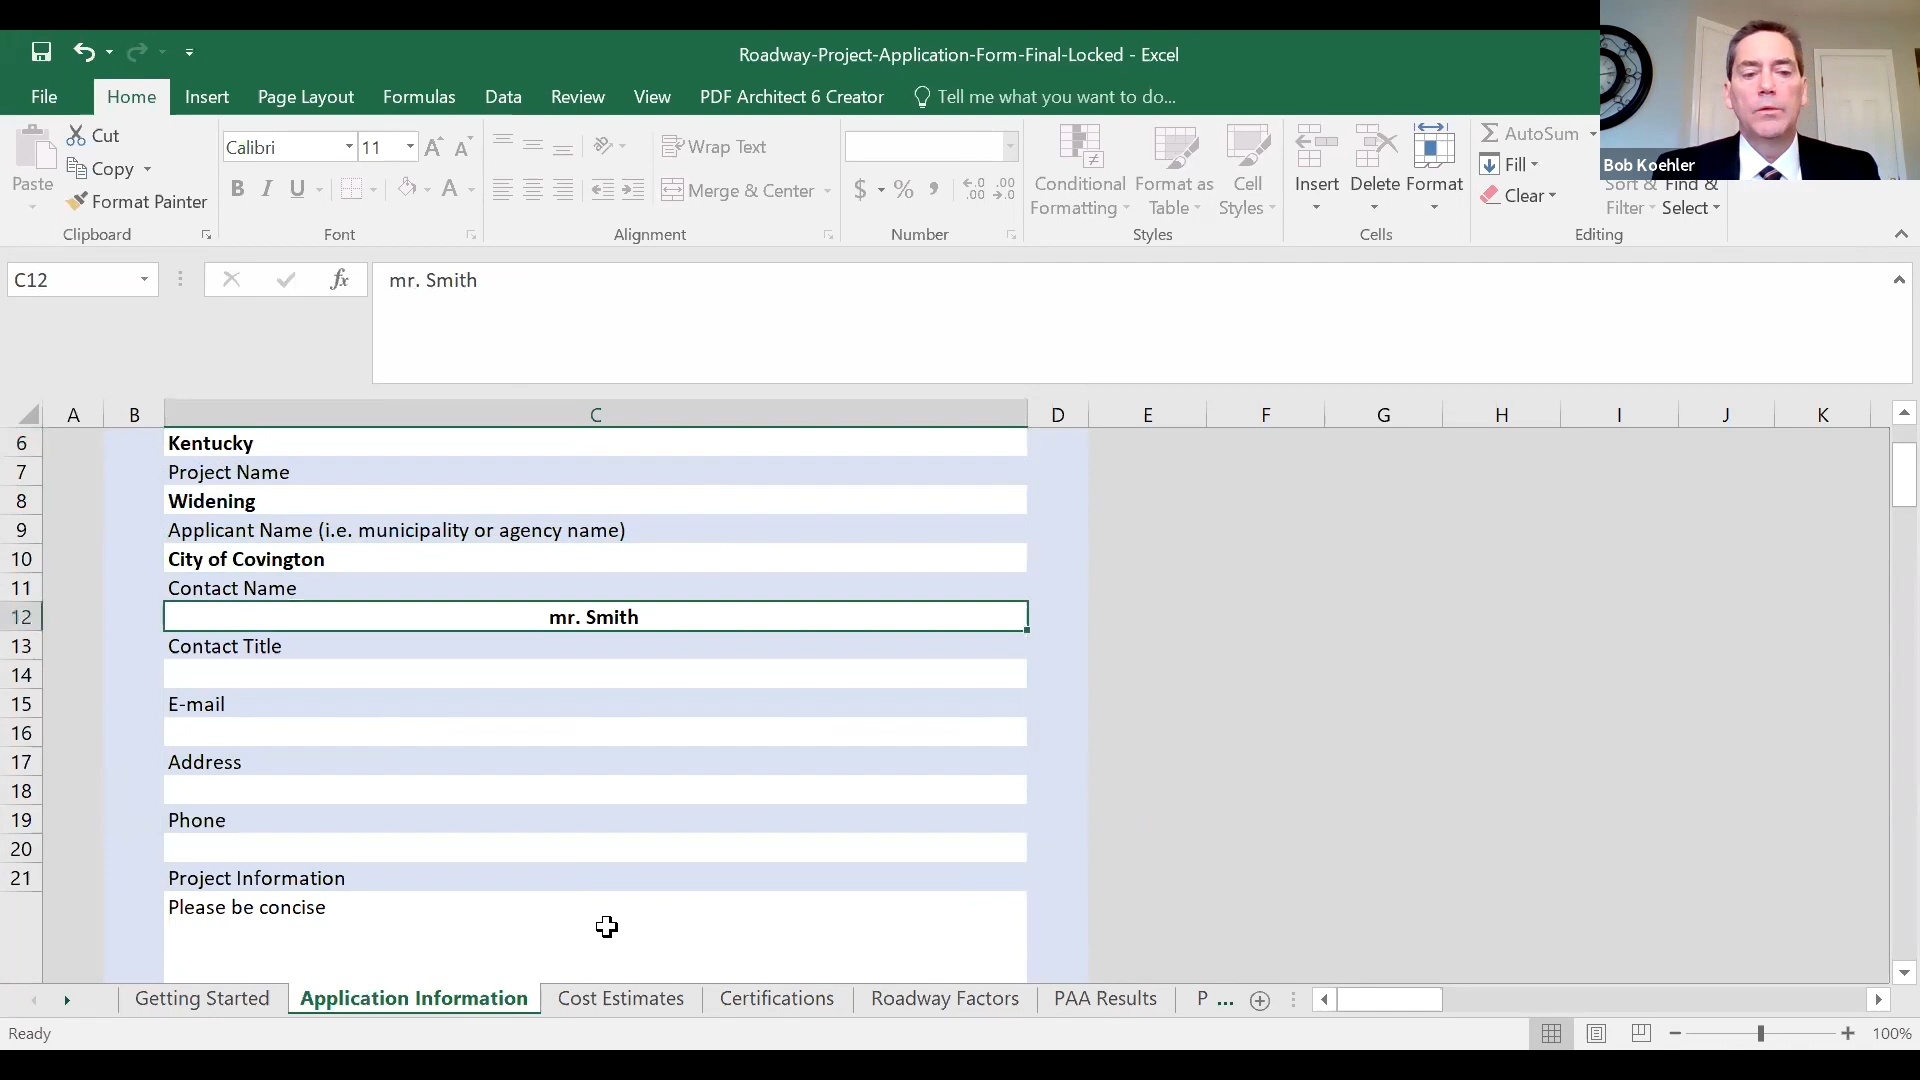 Roadway-Project-Application-Form-Final-Locked - Excel
File Home Insert Page Layout Formulas Data Review View PDF Architect 6 Creator Tell me what you want to do...
Paste
Cut
Copy
Format Painter
Clipboard
Calibri 11
B I U A
Font
Wrap Text
Merge & Center
Alignment
$ % ,
Number
Conditional Formatting
Format as Table
Cell Styles
Styles
Insert Delete Format
Cells
AutoSum
Fill
Clear
Sort & Filter
Find & Select
Editing
Bob Koehler
C12 fx mr. Smith
A B C D E F G H I J K
6 Kentucky
7 Project Name
8 Widening
9 Applicant Name (i.e. municipality or agency name)
10 City of Covington
11 Contact Name
12 mr. Smith
13 Contact Title
14
15 E-mail
16
17 Address
18
19 Phone
20
21 Project Information
Please be concise
Getting Started Application Information Cost Estimates Certifications Roadway Factors PAA Results P ...
Ready 100%